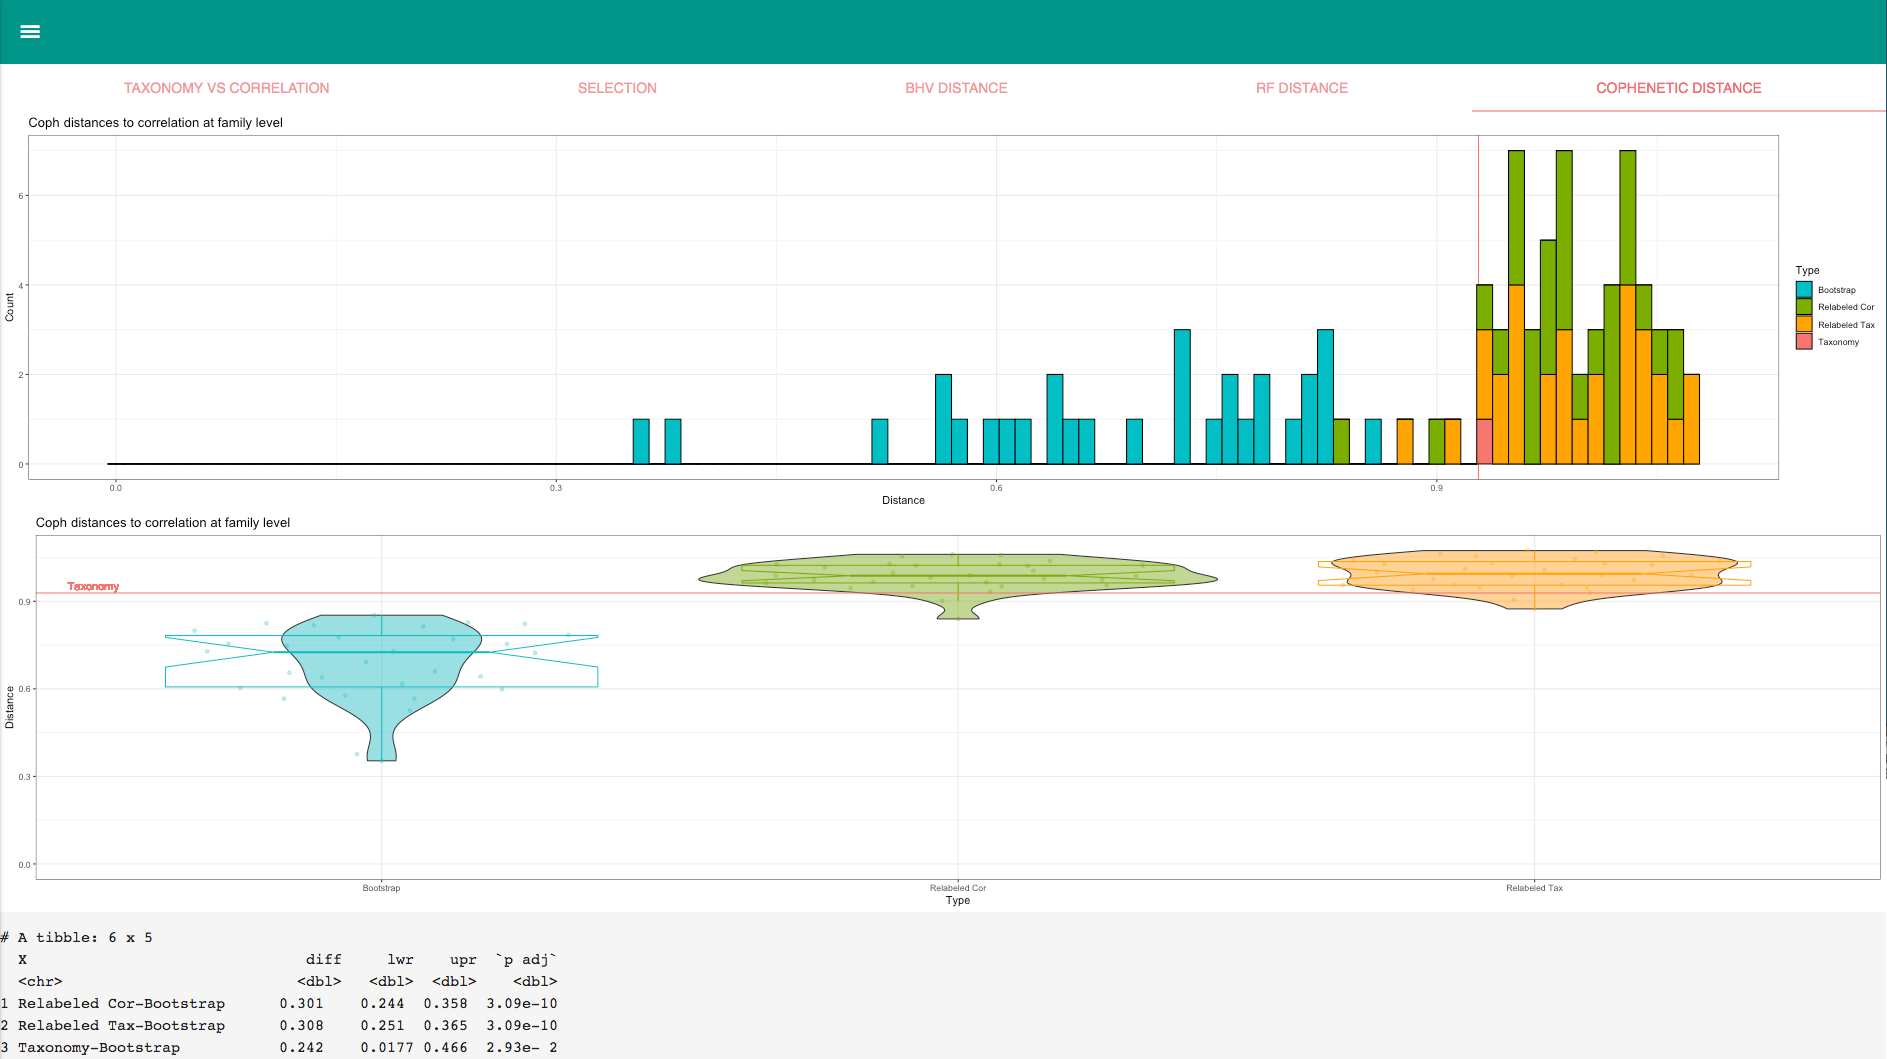 TAXONOMY VS CORRELATION SELECTION BHV DISTANCE RF DISTANCE COPHENETIC DISTANCE
Coph distances to correlation at family level
6
4
2
0
Count
0.0 0.3 0.6 0.9
Distance
Type
Bootstrap
Relabeled Cor
Relabeled Tax
Taxonomy
Coph distances to correlation at family level
Taxonomy
0.9
0.6
0.3
0.0
Distance
Bootstrap Relabeled Cor Relabeled Tax
Type
# A tibble: 6 x 5
X diff lwr upr `p adj`
<chr> <dbl> <dbl> <dbl> <dbl>
1 Relabeled Cor-Bootstrap 0.301 0.244 0.358 3.09e-10
2 Relabeled Tax-Bootstrap 0.308 0.251 0.365 3.09e-10
3 Taxonomy-Bootstrap 0.242 0.0177 0.466 2.93e- 2